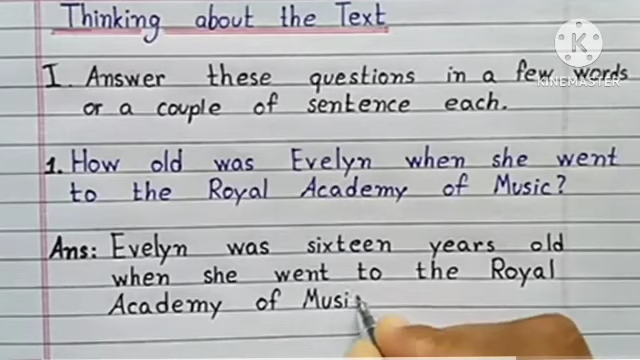 Thinking about the Text
K
KINEMASTER
I. Answer these questions in a few words
or a couple of sentence each.
1. How old was Evelyn when she went
to the Royal Academy of Music?
Ans: Evelyn was sixteen years old
when she went to the Royal
Academy of Musi